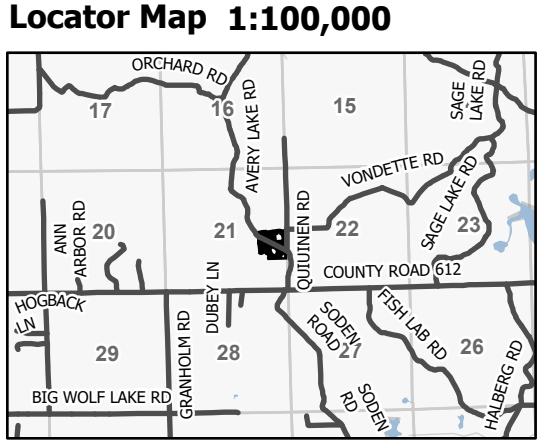 Locator Map 1:100,000
ORCHARD RD
17
16
15
SAGE
LAKE RD
AVERY LAKE RD
VONDETTE RD
SAGE LAKE RD
ANN
ARBOR RD
20
21
QUIUINEN RD
22
23
DUBEY LN
COUNTY ROAD 612
HOGBACK
LN
GRANHOLM RD
SODEN
ROAD
FISH LAB RD
29
28
27
26
HALBERG RD
SODEN
RD
BIG WOLF LAKE RD